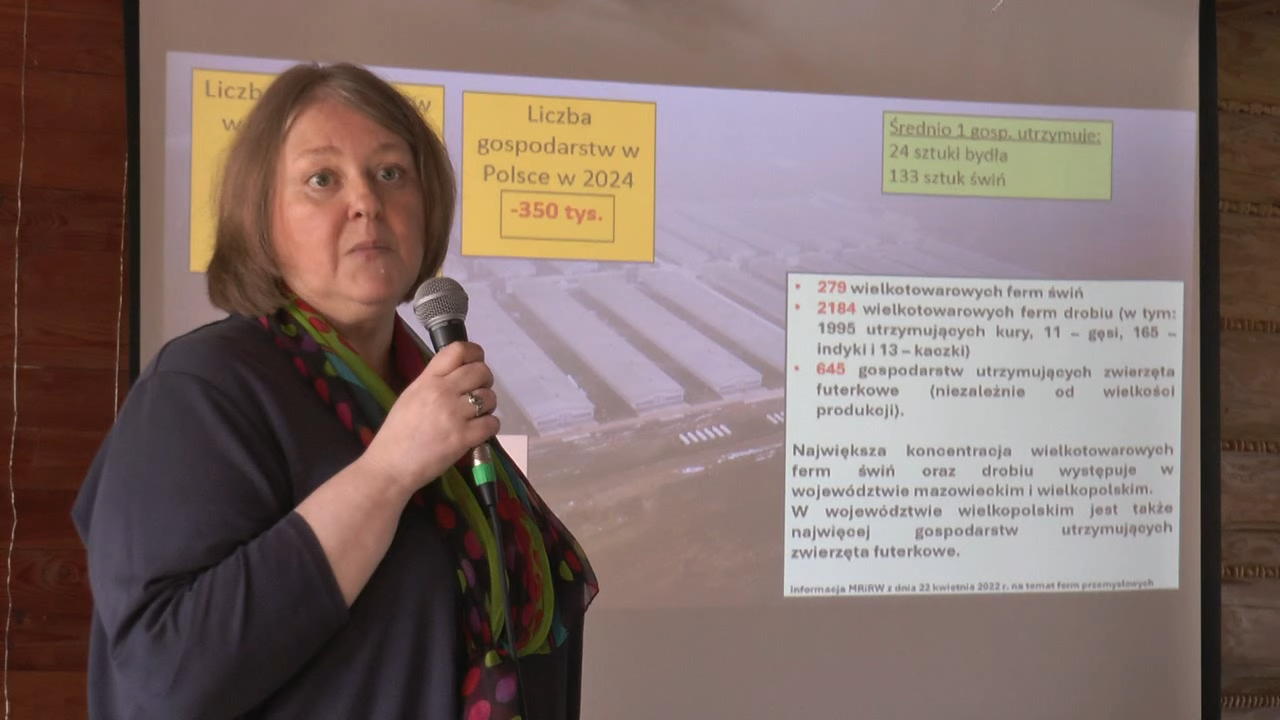 Liczb
w
w
Liczba
gospodarstw w
Polsce w 2024
-350 tys.
Średnio 1 gosp. utrzymuje:
24 sztuki bydła
133 sztuk świń
• 279 wielkotowarowych ferm świń
• 2184 wielkotowarowych ferm drobiu (w tym:
1995 utrzymujących kury, 11 – gęsi, 165 –
indyki i 13 – kaczki)
• 645 gospodarstw utrzymujących zwierzęta
futerkowe (niezależnie od wielkości
produkcji).
Największa koncentracja wielkotowarowych
ferm świń oraz drobiu występuje w
województwie mazowieckim i wielkopolskim.
W województwie wielkopolskim jest także
najwięcej gospodarstw utrzymujących
zwierzęta futerkowe.
Informacja MRiRW z dnia 22 kwietnia 2022 r. na temat ferm przemysłowych